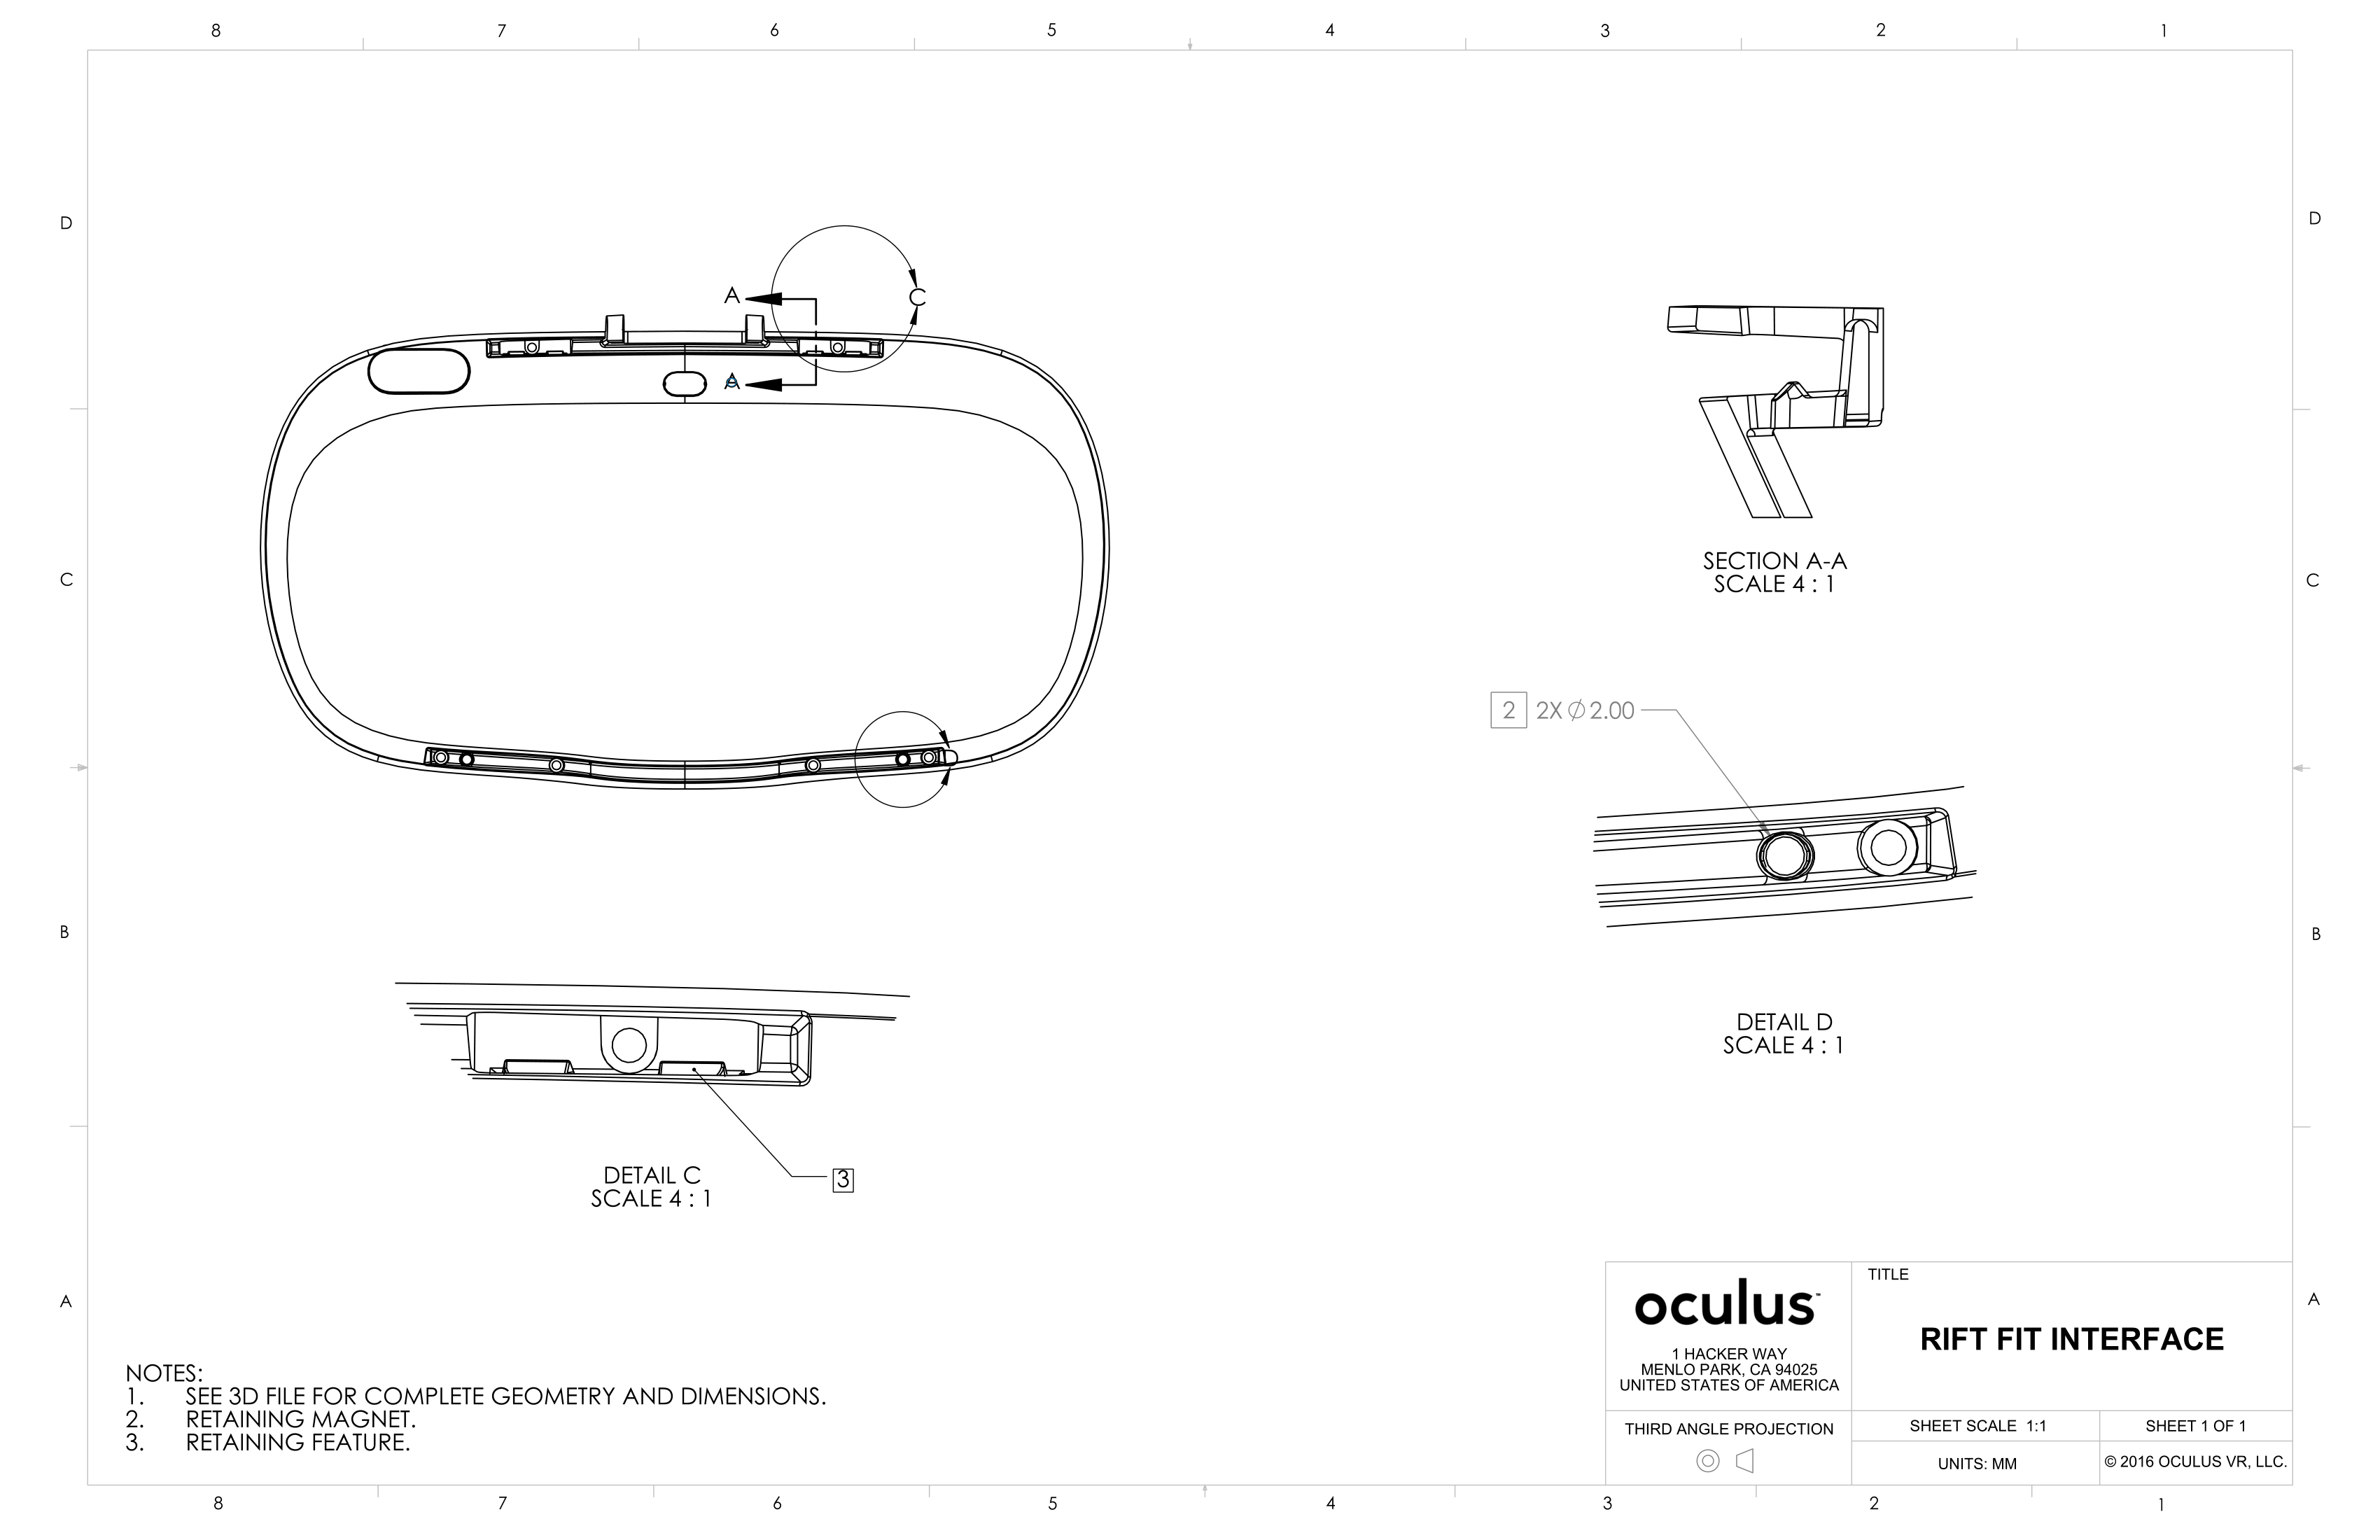 8 7 6 5 4 3 2 1
D
D
A
C
A
C
C
SECTION A-A
SCALE 4 : 1
2 2X ∅ 2.00
B
B
DETAIL D
SCALE 4 : 1
DETAIL C
SCALE 4 : 1
3
A
A
NOTES:
1. SEE 3D FILE FOR COMPLETE GEOMETRY AND DIMENSIONS.
2. RETAINING MAGNET.
3. RETAINING FEATURE.
oculus™
1 HACKER WAY
MENLO PARK, CA 94025
UNITED STATES OF AMERICA
THIRD ANGLE PROJECTION
TITLE
RIFT FIT INTERFACE
SHEET SCALE 1:1
SHEET 1 OF 1
UNITS: MM
© 2016 OCULUS VR, LLC.
8 7 6 5 4 3 2 1